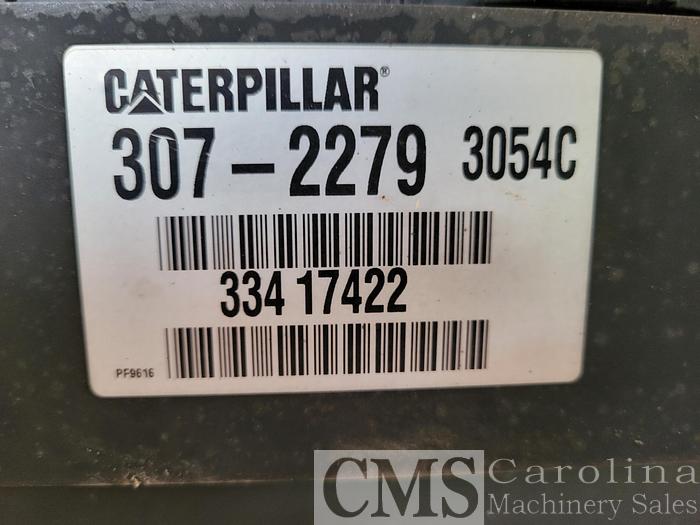 CATERPILLAR®
307-2279 3054C
334 17422
PF9616
CMS Carolina
Machinery Sales